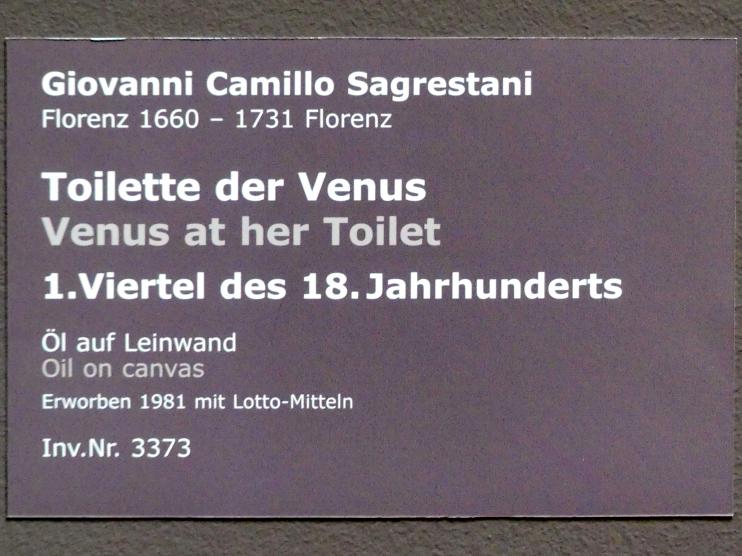 Giovanni Camillo Sagrestani
Florenz 1660 – 1731 Florenz
Toilette der Venus
Venus at her Toilet
1.Viertel des 18.Jahrhunderts
Öl auf Leinwand
Oil on canvas
Erworben 1981 mit Lotto-Mitteln
Inv.Nr. 3373